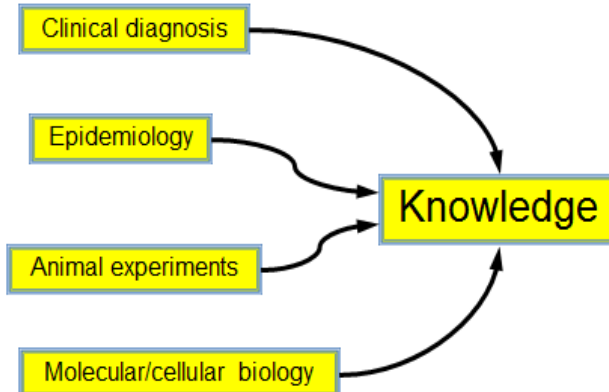 Clinical diagnosis
Epidemiology
Knowledge
Animal experiments
Molecular/cellular biology